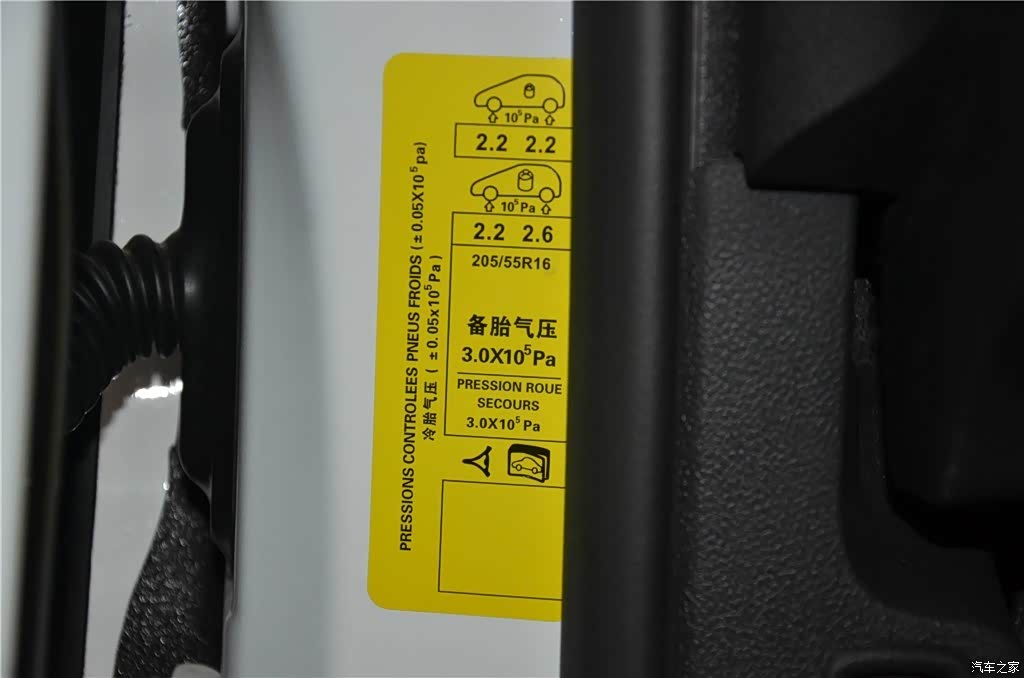 PRESSIONS CONTROLEES PNEUS FROIDS (±0.05X10⁵pa)
冷胎气压 (±0.05x10⁵Pa)
10⁵Pa
2.2 2.2
10⁵Pa
2.2 2.6
205/55R16
备胎气压
3.0X10⁵Pa
PRESSION ROUE
SECOURS
3.0X10⁵Pa
汽车之家